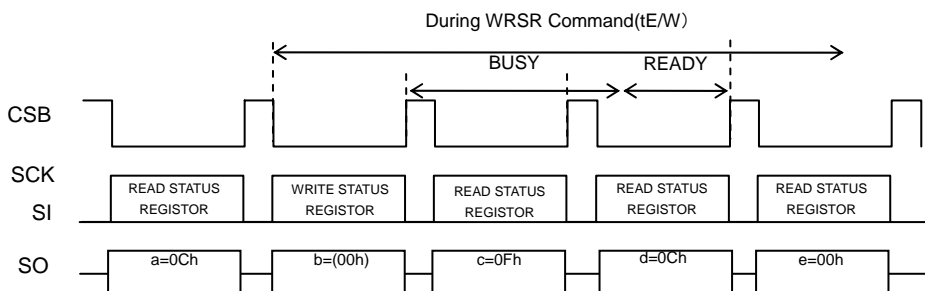 During WRSR Command(tE/W)
BUSY
READY
CSB
SCK
SI
READ STATUS
REGISTOR
WRITE STATUS
REGISTOR
READ STATUS
REGISTOR
READ STATUS
REGISTOR
READ STATUS
REGISTOR
SO
a=0Ch
b=(00h)
c=0Fh
d=0Ch
e=00h